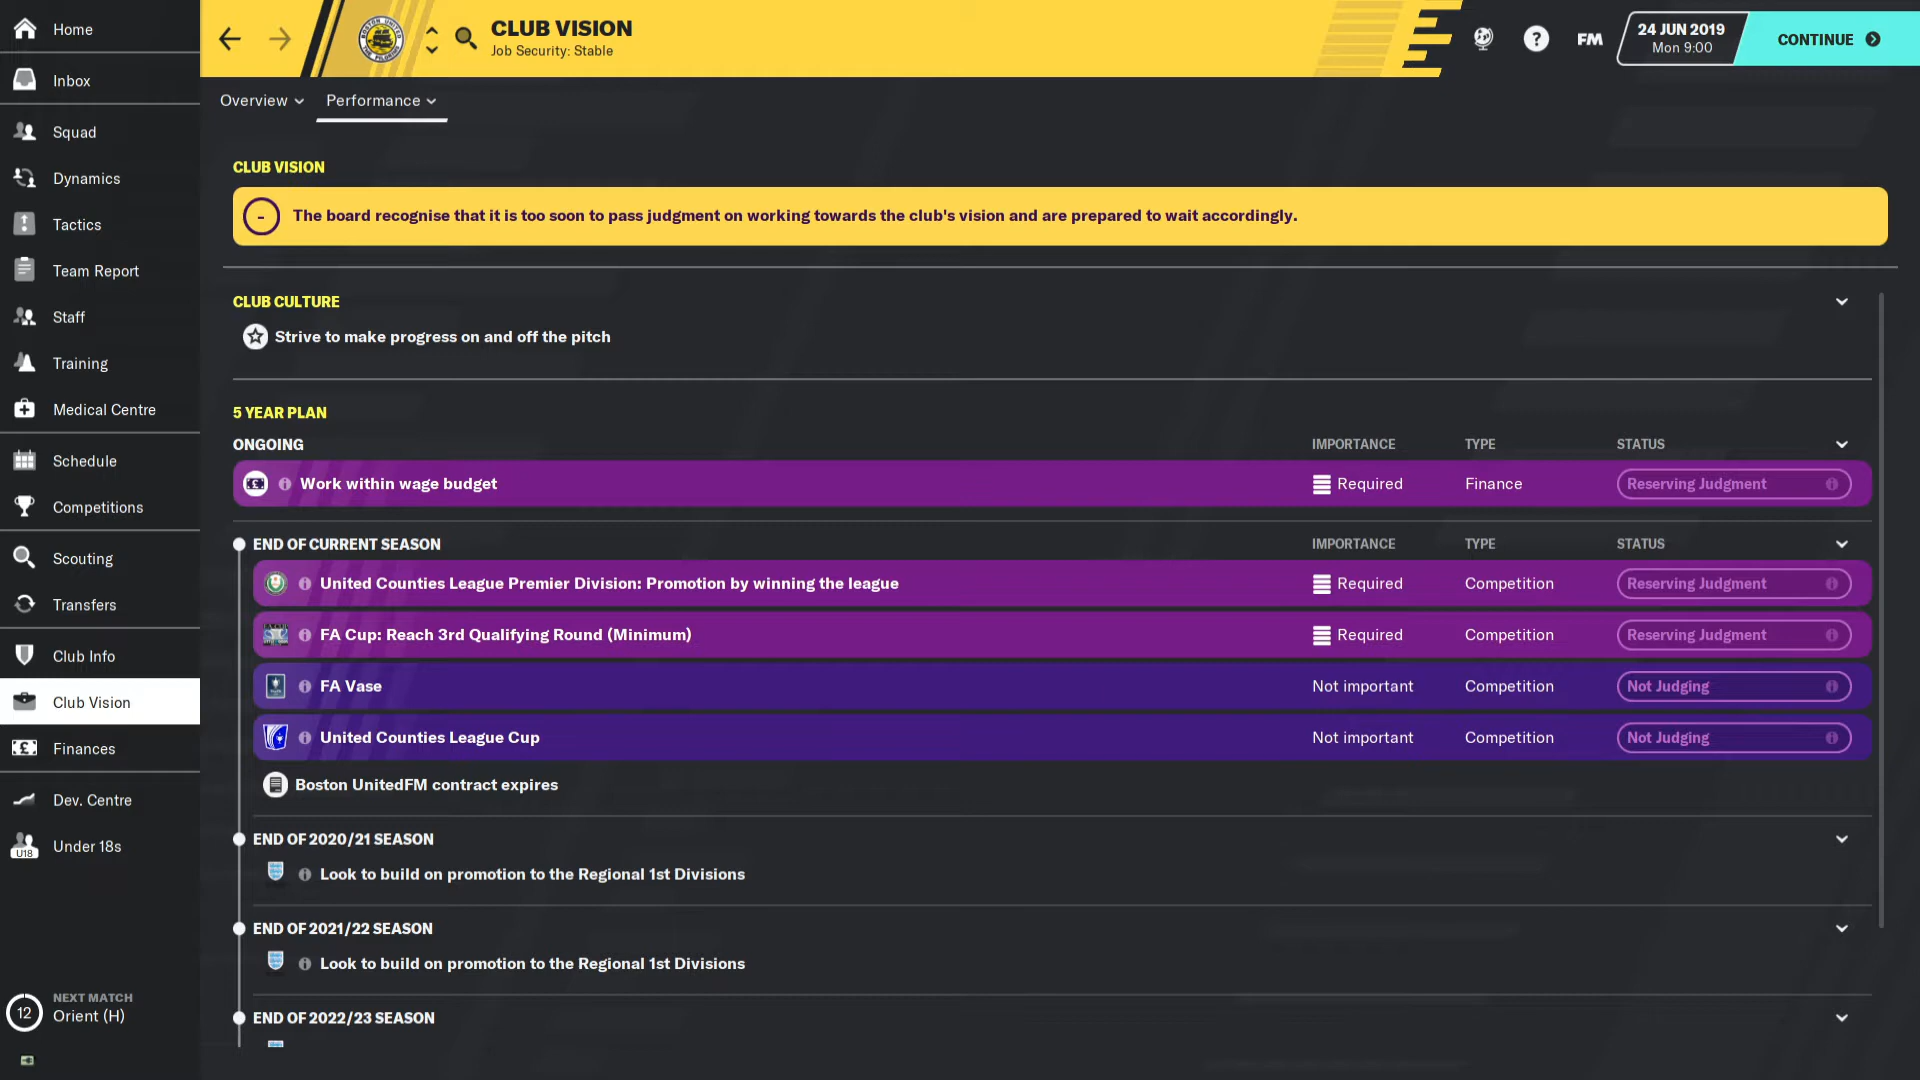 Home
Inbox
Squad
Dynamics
Tactics
Team Report
Staff
Training
Medical Centre
Schedule
Competitions
Scouting
Transfers
Club Info
Club Vision
Finances
Dev. Centre
U18
Under 18s
NEXT MATCH
12
Orient (H)
CLUB VISION
Job Security: Stable
?
FM
24 JUN 2019
Mon 9:00
CONTINUE
Overview
Performance
CLUB VISION
- The board recognise that it is too soon to pass judgment on working towards the club's vision and are prepared to wait accordingly.
CLUB CULTURE
Strive to make progress on and off the pitch
5 YEAR PLAN
ONGOING IMPORTANCE TYPE STATUS
Work within wage budget Required Finance Reserving Judgment
END OF CURRENT SEASON IMPORTANCE TYPE STATUS
United Counties League Premier Division: Promotion by winning the league Required Competition Reserving Judgment
FA Cup: Reach 3rd Qualifying Round (Minimum) Required Competition Reserving Judgment
FA Vase Not important Competition Not Judging
United Counties League Cup Not important Competition Not Judging
Boston UnitedFM contract expires
END OF 2020/21 SEASON
Look to build on promotion to the Regional 1st Divisions
END OF 2021/22 SEASON
Look to build on promotion to the Regional 1st Divisions
END OF 2022/23 SEASON